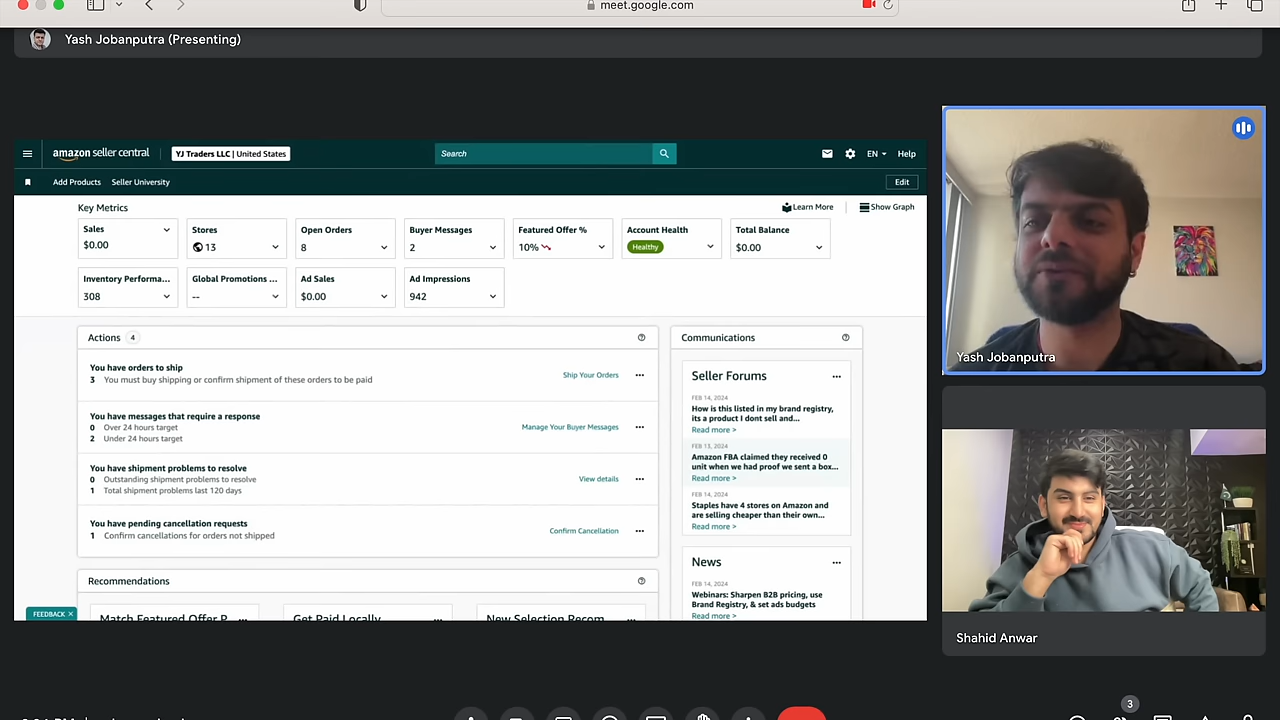 meet.google.com
Yash Jobanputra (Presenting)
amazon seller central
YJ Traders LLC | United States
Search
EN
Help
Add Products
Seller University
Edit
Key Metrics
Learn More
Show Graph
Sales
$0.00
Stores
13
Open Orders
8
Buyer Messages
2
Featured Offer %
10%
Account Health
Healthy
Total Balance
$0.00
Inventory Performa...
308
Global Promotions ...
--
Ad Sales
$0.00
Ad Impressions
942
Actions 4
You have orders to ship
3 You must buy shipping or confirm shipment of these orders to be paid
Ship Your Orders
You have messages that require a response
0 Over 24 hours target
2 Under 24 hours target
Manage Your Buyer Messages
You have shipment problems to resolve
0 Outstanding shipment problems to resolve
1 Total shipment problems last 120 days
View details
You have pending cancellation requests
1 Confirm cancellations for orders not shipped
Confirm Cancellation
Recommendations
Match Featured Offer P...
Get Paid Locally
New Selection Recom...
FEEDBACK X
Communications
Seller Forums
FEB 14, 2024
How is this listed in my brand registry,
its a product I dont sell and...
Read more >
FEB 13, 2024
Amazon FBA claimed they received 0
unit when we had proof we sent a box...
Read more >
FEB 14, 2024
Staples have 4 stores on Amazon and
are selling cheaper than their own...
Read more >
News
FEB 14, 2024
Webinars: Sharpen B2B pricing, use
Brand Registry, & set ads budgets
Read more >
Yash Jobanputra
Shahid Anwar
3